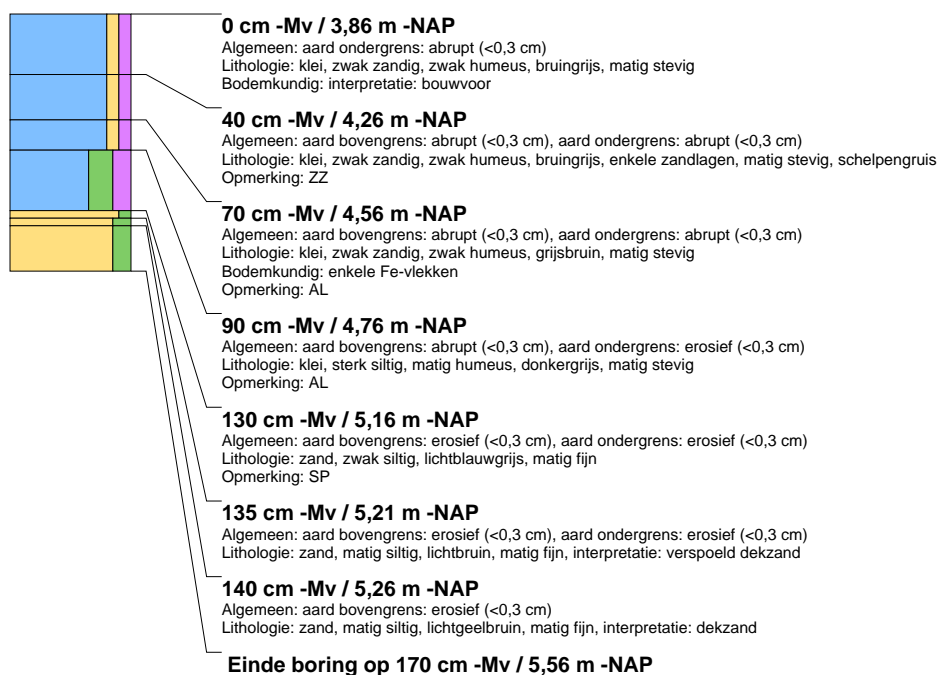 0 cm -Mv / 3,86 m -NAP
Algemeen: aard ondergrens: abrupt (<0,3 cm)
Lithologie: klei, zwak zandig, zwak humeus, bruingrijs, matig stevig
Bodemkundig: interpretatie: bouwvoor
40 cm -Mv / 4,26 m -NAP
Algemeen: aard bovengrens: abrupt (<0,3 cm), aard ondergrens: abrupt (<0,3 cm)
Lithologie: klei, zwak zandig, zwak humeus, bruingrijs, enkele zandlagen, matig stevig, schelpengruis
Opmerking: ZZ
70 cm -Mv / 4,56 m -NAP
Algemeen: aard bovengrens: abrupt (<0,3 cm), aard ondergrens: abrupt (<0,3 cm)
Lithologie: klei, zwak zandig, zwak humeus, grijsbruin, matig stevig
Bodemkundig: enkele Fe-vlekken
Opmerking: AL
90 cm -Mv / 4,76 m -NAP
Algemeen: aard bovengrens: abrupt (<0,3 cm), aard ondergrens: erosief (<0,3 cm)
Lithologie: klei, sterk siltig, matig humeus, donkergrijs, matig stevig
Opmerking: AL
130 cm -Mv / 5,16 m -NAP
Algemeen: aard bovengrens: erosief (<0,3 cm), aard ondergrens: erosief (<0,3 cm)
Lithologie: zand, zwak siltig, lichtblauwgrijs, matig fijn
Opmerking: SP
135 cm -Mv / 5,21 m -NAP
Algemeen: aard bovengrens: erosief (<0,3 cm), aard ondergrens: erosief (<0,3 cm)
Lithologie: zand, matig siltig, lichtbruin, matig fijn, interpretatie: verspoeld dekzand
140 cm -Mv / 5,26 m -NAP
Algemeen: aard bovengrens: erosief (<0,3 cm)
Lithologie: zand, matig siltig, lichtgeelbruin, matig fijn, interpretatie: dekzand
Einde boring op 170 cm -Mv / 5,56 m -NAP